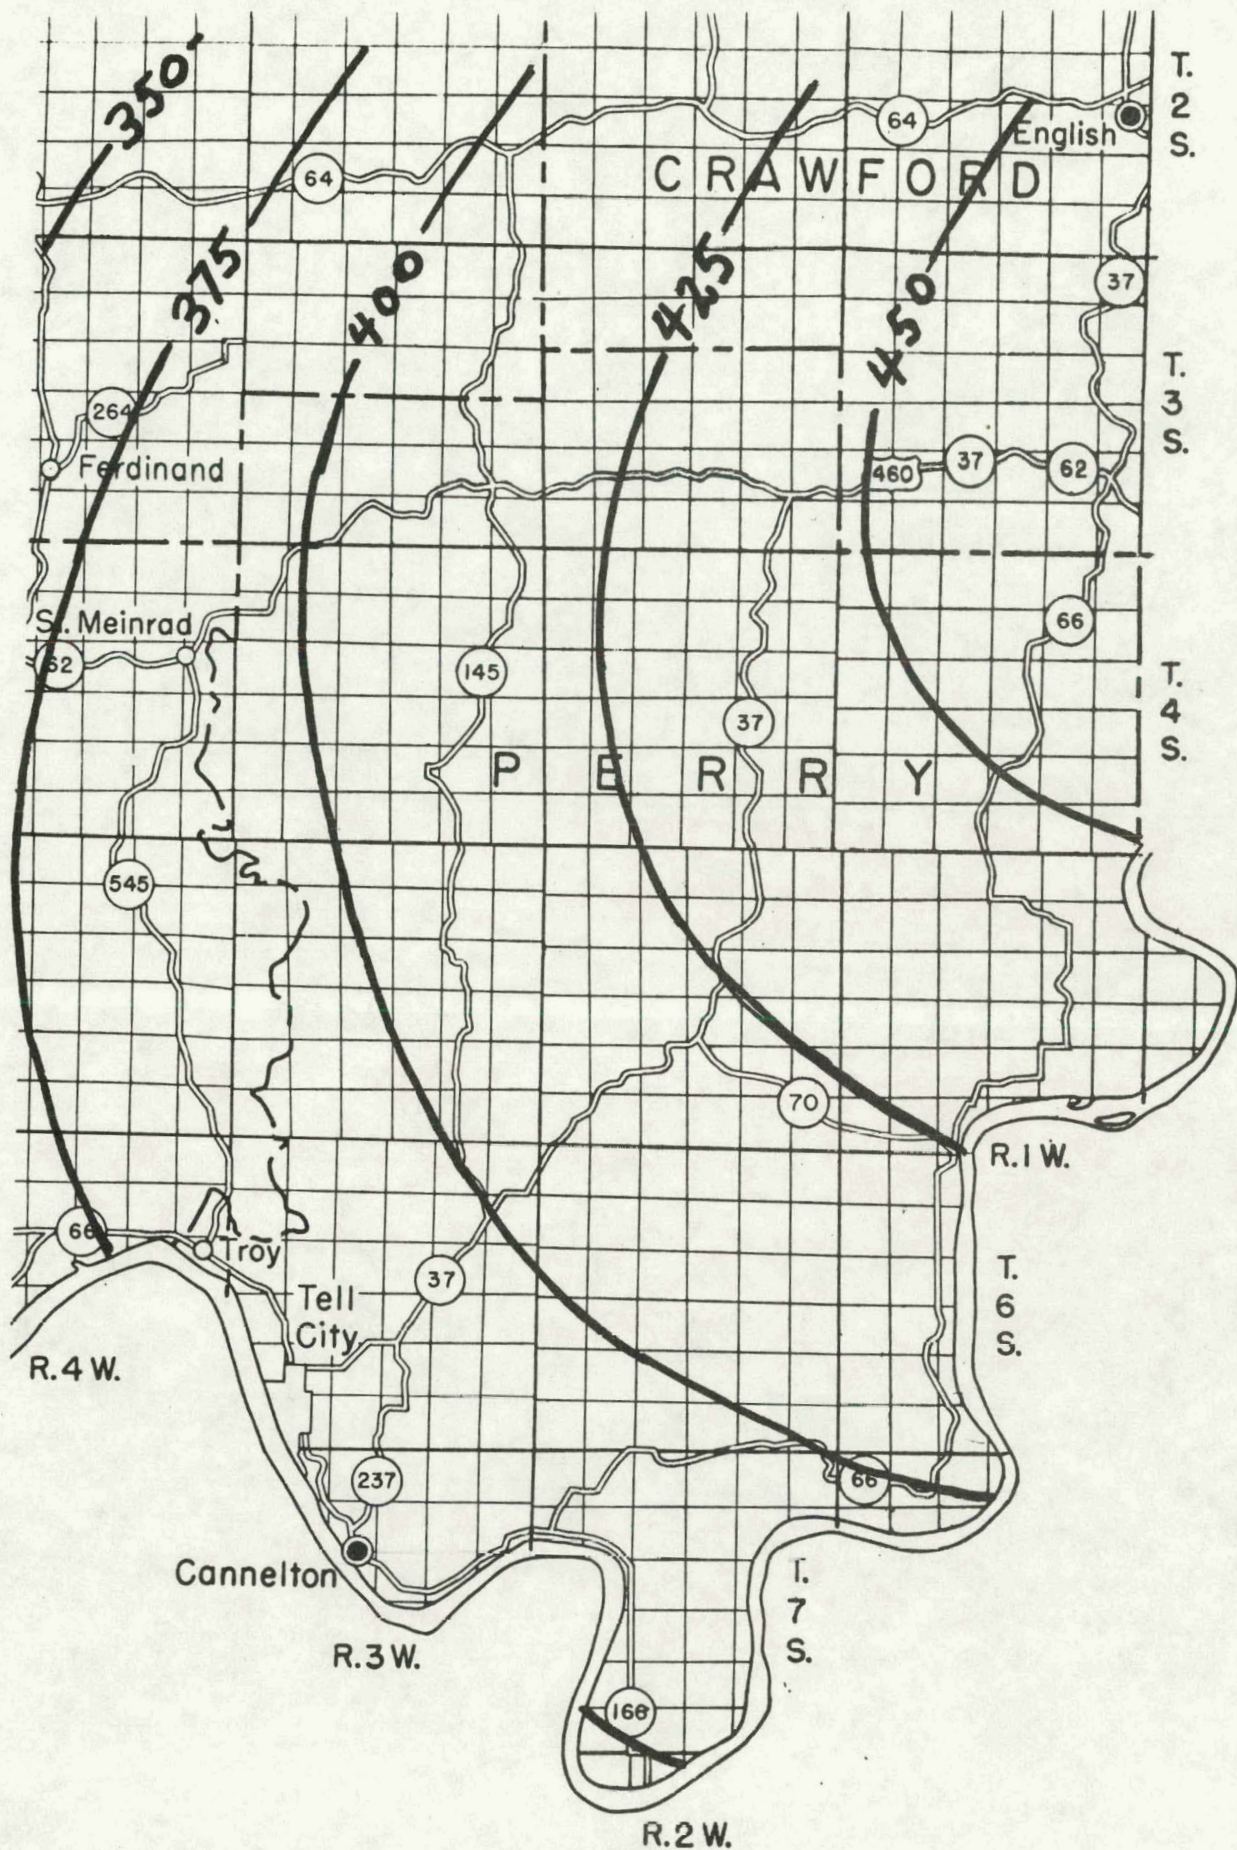 350
T.
2
S.
64
English
64
CRAWFORD
375
400
425
450
37
T.
3
S.
264
Ferdinand
460
37
62
St. Meinrad
62
145
66
37
T.
4
S.
PERRY
545
70
R.1 W.
66
Troy
37
Tell
City
T.
6
S.
R.4 W.
237
66
Cannelton
T.
7
S.
R.3 W.
166
R.2 W.